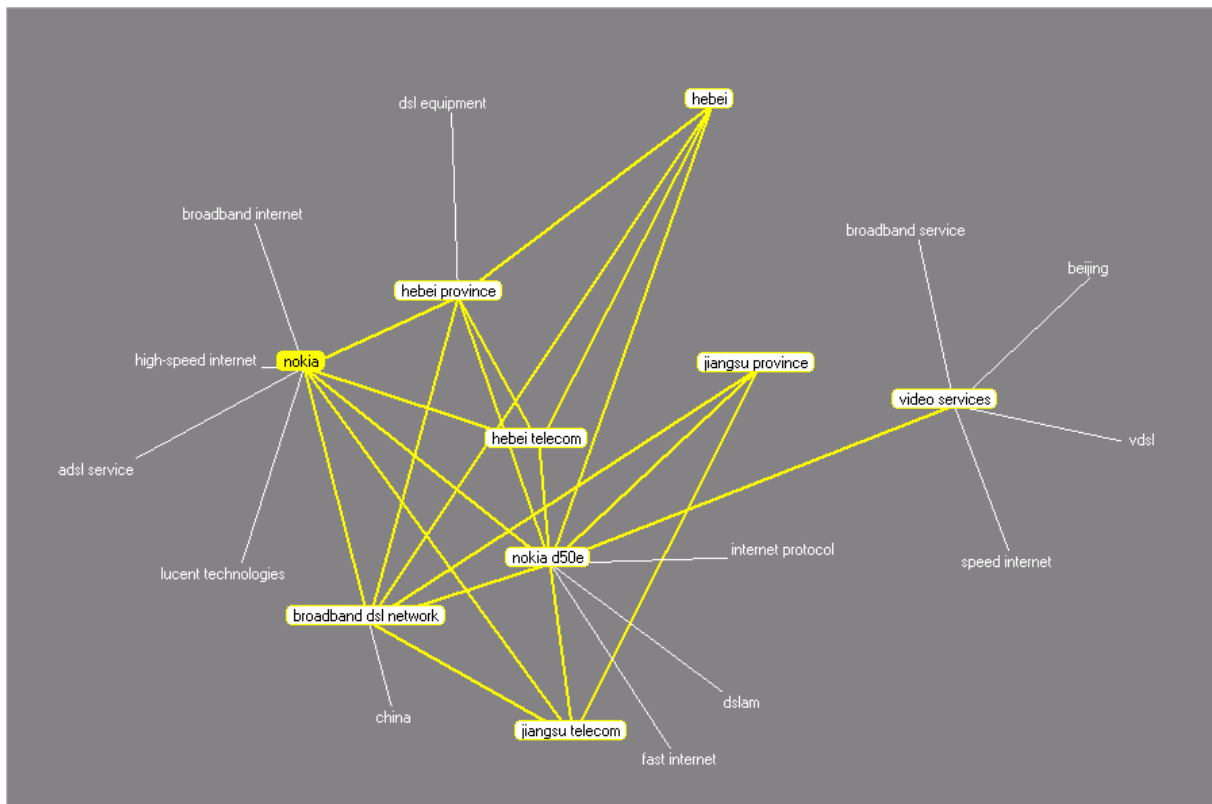 hebei
dsl equipment
broadband internet
broadband service
beijing
hebei province
high-speed internet
nokia
jiangsu province
video services
hebei telecom
vdsl
adsl service
internet protocol
nokia d50e
speed internet
lucent technologies
broadband dsl network
dslam
china
jiangsu telecom
fast internet